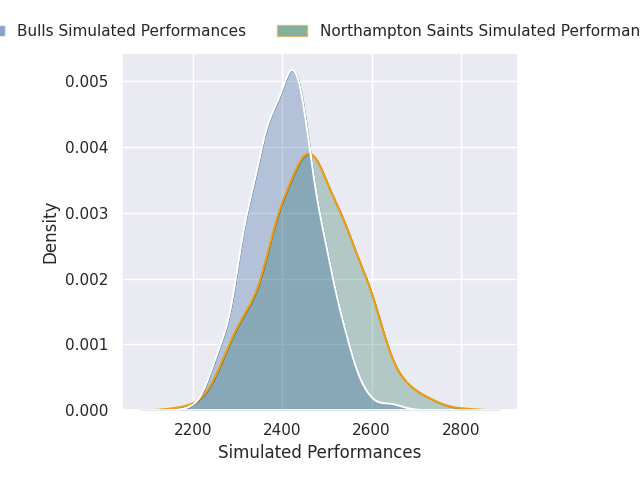 Bulls Simulated Performances
Northampton Saints Simulated Performan
0.005
0.004
0.003
0.002
0.001
0.000
Density
2200
2400
2600
2800
Simulated Performances